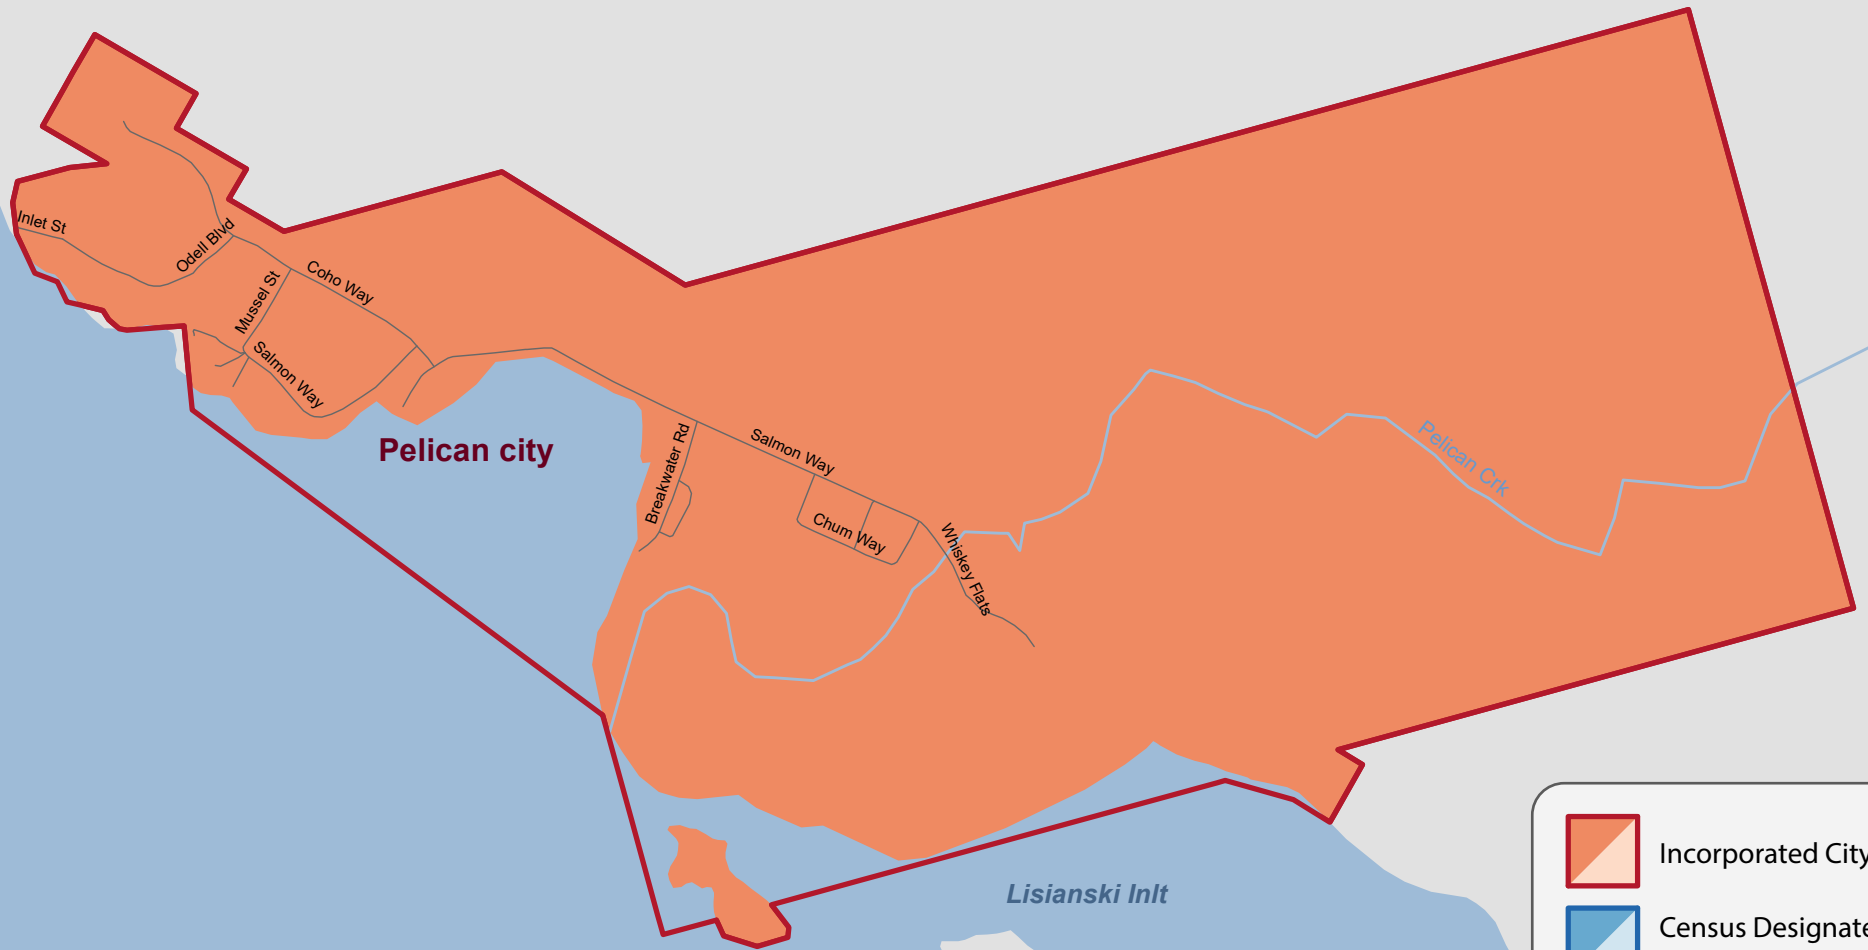 Inlet St
Odell Blvd
Mussel St
Coho Way
Salmon Way
Pelican city
Breakwater Rd
Salmon Way
Chum Way
Whiskey Flats
Pelican Crk
Lisianski Inlt
Incorporated City
Census Designate